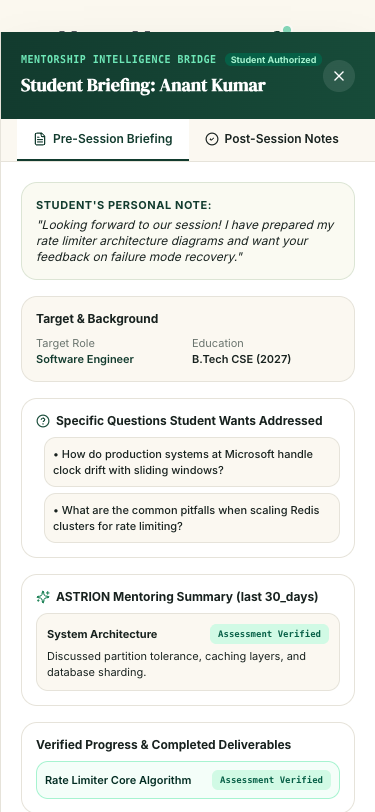 MENTORSHIP INTELLIGENCE BRIDGE Student Authorized
Student Briefing: Anant Kumar
Pre-Session Briefing Post-Session Notes
STUDENT'S PERSONAL NOTE:
"Looking forward to our session! I have prepared my
rate limiter architecture diagrams and want your
feedback on failure mode recovery."
Target & Background
Target Role Education
Software Engineer B.Tech CSE (2027)
Specific Questions Student Wants Addressed
• How do production systems at Microsoft handle
clock drift with sliding windows?
• What are the common pitfalls when scaling Redis
clusters for rate limiting?
ASTRION Mentoring Summary (last 30_days)
System Architecture Assessment Verified
Discussed partition tolerance, caching layers, and
database sharding.
Verified Progress & Completed Deliverables
Rate Limiter Core Algorithm Assessment Verified